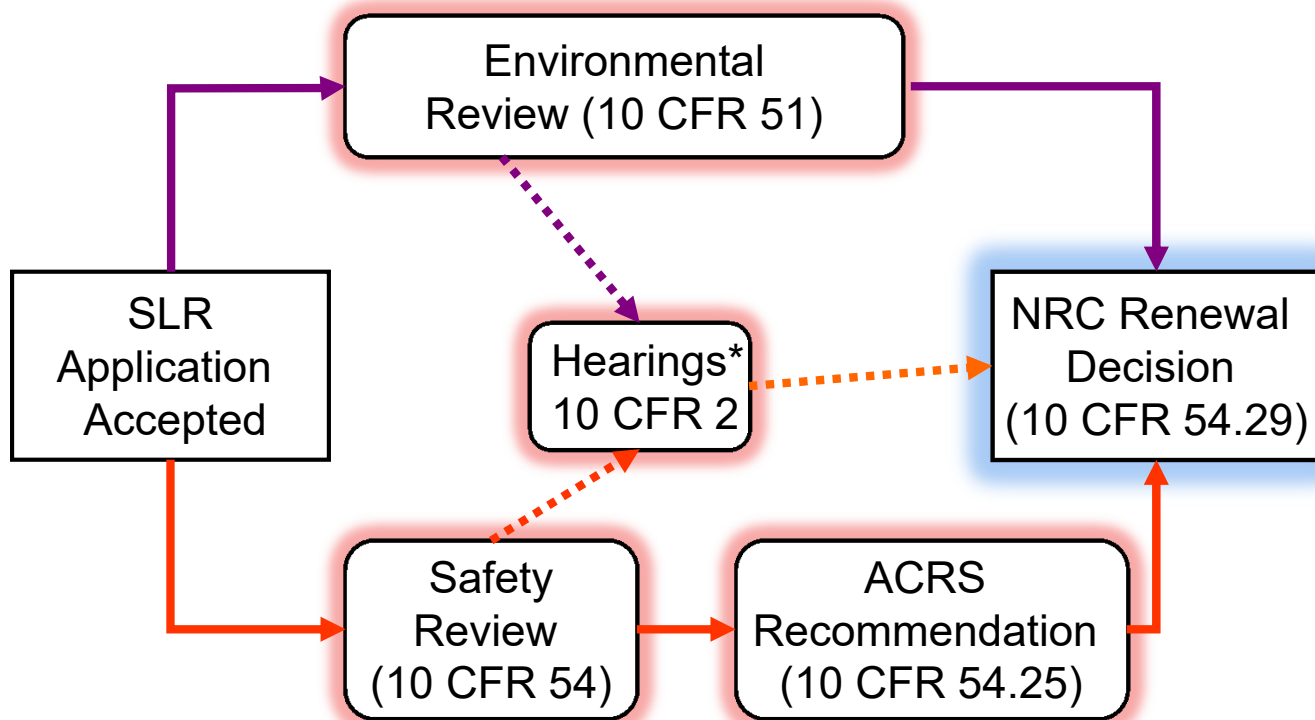 Environmental
Review (10 CFR 51)
SLR
Application
Accepted
Hearings*
10 CFR 2
NRC Renewal
Decision
(10 CFR 54.29)
Safety
Review
(10 CFR 54)
ACRS
Recommendation
(10 CFR 54.25)